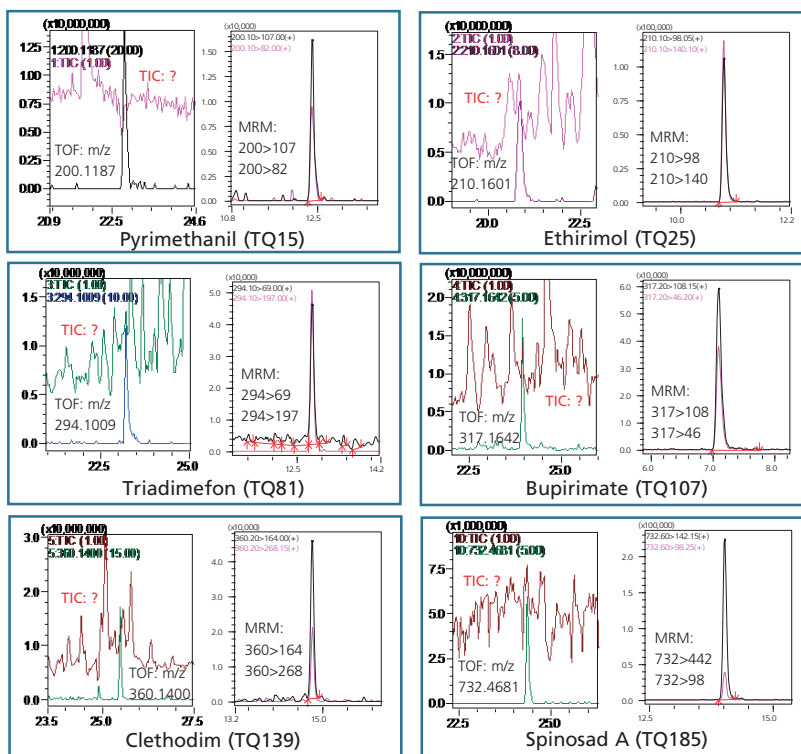 (x10,000,000)
1:200.1187 (20.00)
1:TIC (1.00)
1.25
1.00
0.75
0.50
0.25
0.00
TIC: ?
TOF: m/z
200.1187
20.9 22.5 24.6
(x10,000)
200.10>107.00(+)
200.10>82.00(+)
1.50
1.25
1.00
0.75
0.50
0.25
0.00
MRM:
200>107
200>82
10.8 12.5
Pyrimethanil (TQ15)
(x10,000,000)
2:TIC (1.00)
2:210.1601 (8.00)
1.5
1.0
0.5
0.0
TIC: ?
TOF: m/z
210.1601
20.0 22.5
(x100,000)
210.10>98.05(+)
210.10>140.10(+)
1.00
0.75
0.50
0.25
0.00
MRM:
210>98
210>140
10.0 12.2
Ethirimol (TQ25)
(x10,000,000)
3:TIC (1.00)
3:294.1009 (10.00)
1.5
1.0
0.5
0.0
TIC: ?
TOF: m/z
294.1009
22.5 25.0
(x10,000)
294.10>69.00(+)
294.10>197.00(+)
5.0
4.0
3.0
2.0
1.0
0.0
MRM:
294>69
294>197
12.5 14.2
Triadimefon (TQ81)
(x10,000,000)
4:TIC (1.00)
4:317.1642 (5.00)
2.0
1.5
1.0
0.5
0.0
TIC: ?
TOF: m/z
317.1642
22.5 25.0
(x10,000)
317.20>108.15(+)
317.20>46.20(+)
6.0
5.0
4.0
3.0
2.0
1.0
0.0
MRM:
317>108
317>46
6.0 7.0 8.0
Bupirimate (TQ107)
(x10,000,000)
5:TIC (1.00)
5:360.1400 (15.00)
3.0
2.0
1.0
0.0
TIC: ?
TOF: m/z
360.1400
23.5 25.0 27.5
(x10,000)
360.20>164.00(+)
360.20>268.15(+)
5.0
4.0
3.0
2.0
1.0
0.0
MRM:
360>164
360>268
13.2 15.0
Clethodim (TQ139)
(x1,000,000)
10:TIC (1.00)
10:732.4681 (5.00)
7.5
5.0
2.5
0.0
TIC: ?
TOF: m/z
732.4681
22.5 25.0
(x100,000)
732.60>142.15(+)
732.60>98.25(+)
2.0
1.0
0.0
MRM:
732>442
732>98
12.5 15.0
Spinosad A (TQ185)